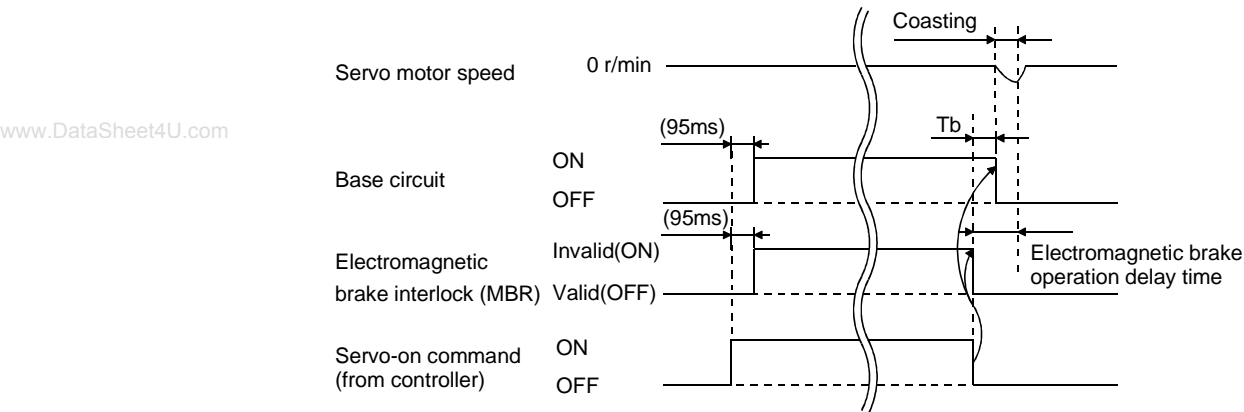 Coasting
Servo motor speed
0 r/min
www.DataSheet4U.com
(95ms)
Tb
Base circuit
ON
OFF
(95ms)
Electromagnetic
brake interlock (MBR)
Invalid(ON)
Valid(OFF)
Electromagnetic brake
operation delay time
Servo-on command
(from controller)
ON
OFF